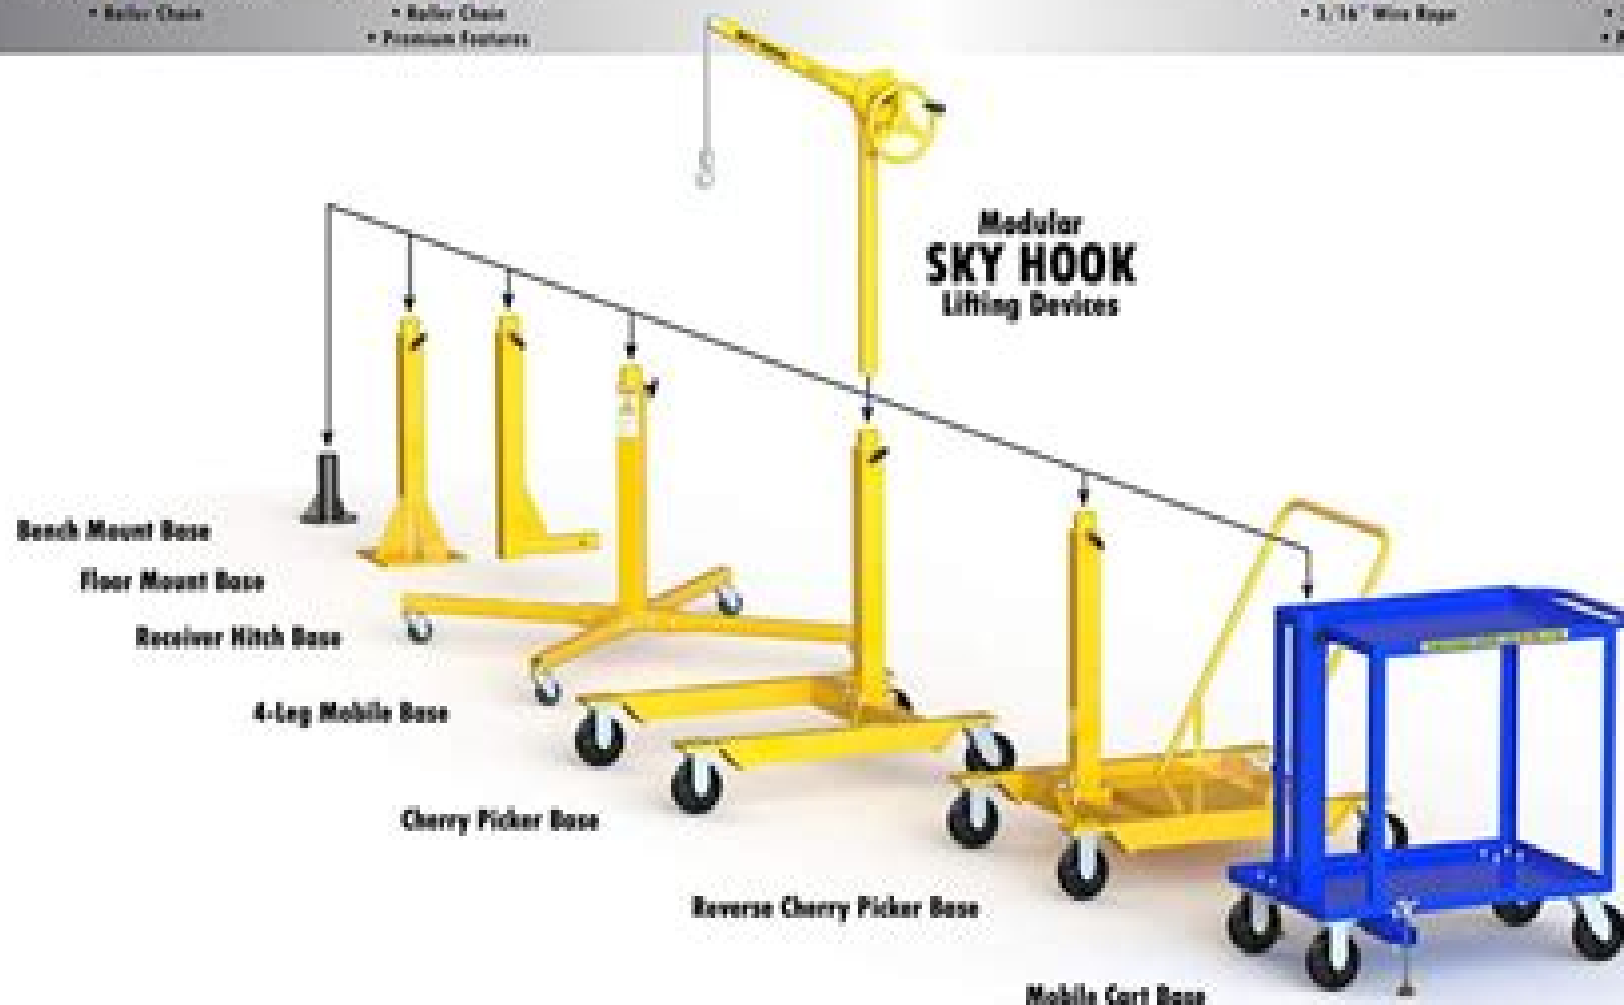 • Roller Chain
• Roller Chain
• Premium Features
• 3/16" Wire Rope
SKY HOOK
Modular
SKY HOOK
Lifting Devices
Bench Mount Base
Floor Mount Base
Receiver Hitch Base
4-Leg Mobile Base
Cherry Picker Base
Reverse Cherry Picker Base
Mobile Cart Base